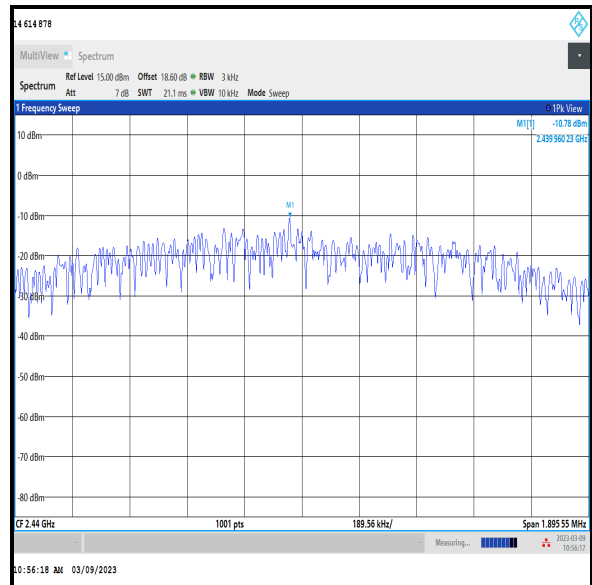 14 614 878
MultiView Spectrum
Spectrum
Ref Level 15.00 dBm Offset 18.60 dB RBW 3 kHz
Att 7 dB SWT 21.1 ms VBW 10 kHz Mode Sweep
1 Frequency Sweep 1Pk View
M1[1] -10.78 dBm
2.439 960 23 GHz
10 dBm
0 dBm
M1
-10 dBm
-20 dBm
-30 dBm
-40 dBm
-50 dBm
-60 dBm
-70 dBm
-80 dBm
CF 2.44 GHz 1001 pts 189.56 kHz/ Span 1.895 55 MHz
Measuring... 2023-03-09
10:56:17
10:56:18 AM 03/09/2023